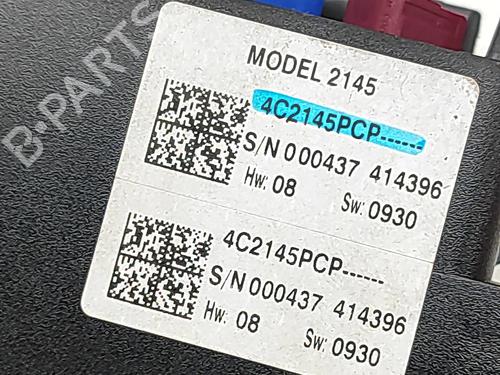 B-PARTS
MODEL 2145
4C2145PCP------
S/N 000437 414396
Hw: 08 Sw: 0930
4C2145PCP------
S/N 000437 414396
Hw: 08 Sw: 0930